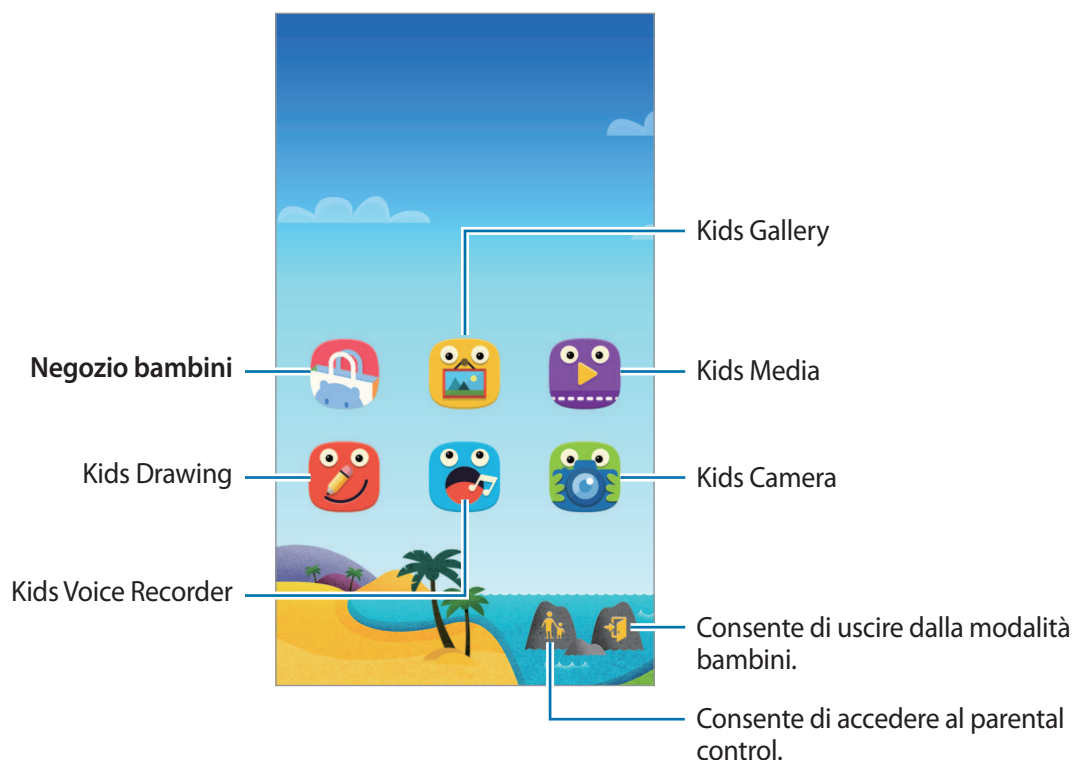 Kids Gallery
Negozio bambini
Kids Media
Kids Drawing
Kids Camera
Kids Voice Recorder
Consente di uscire dalla modalità
bambini.
Consente di accedere al parental
control.